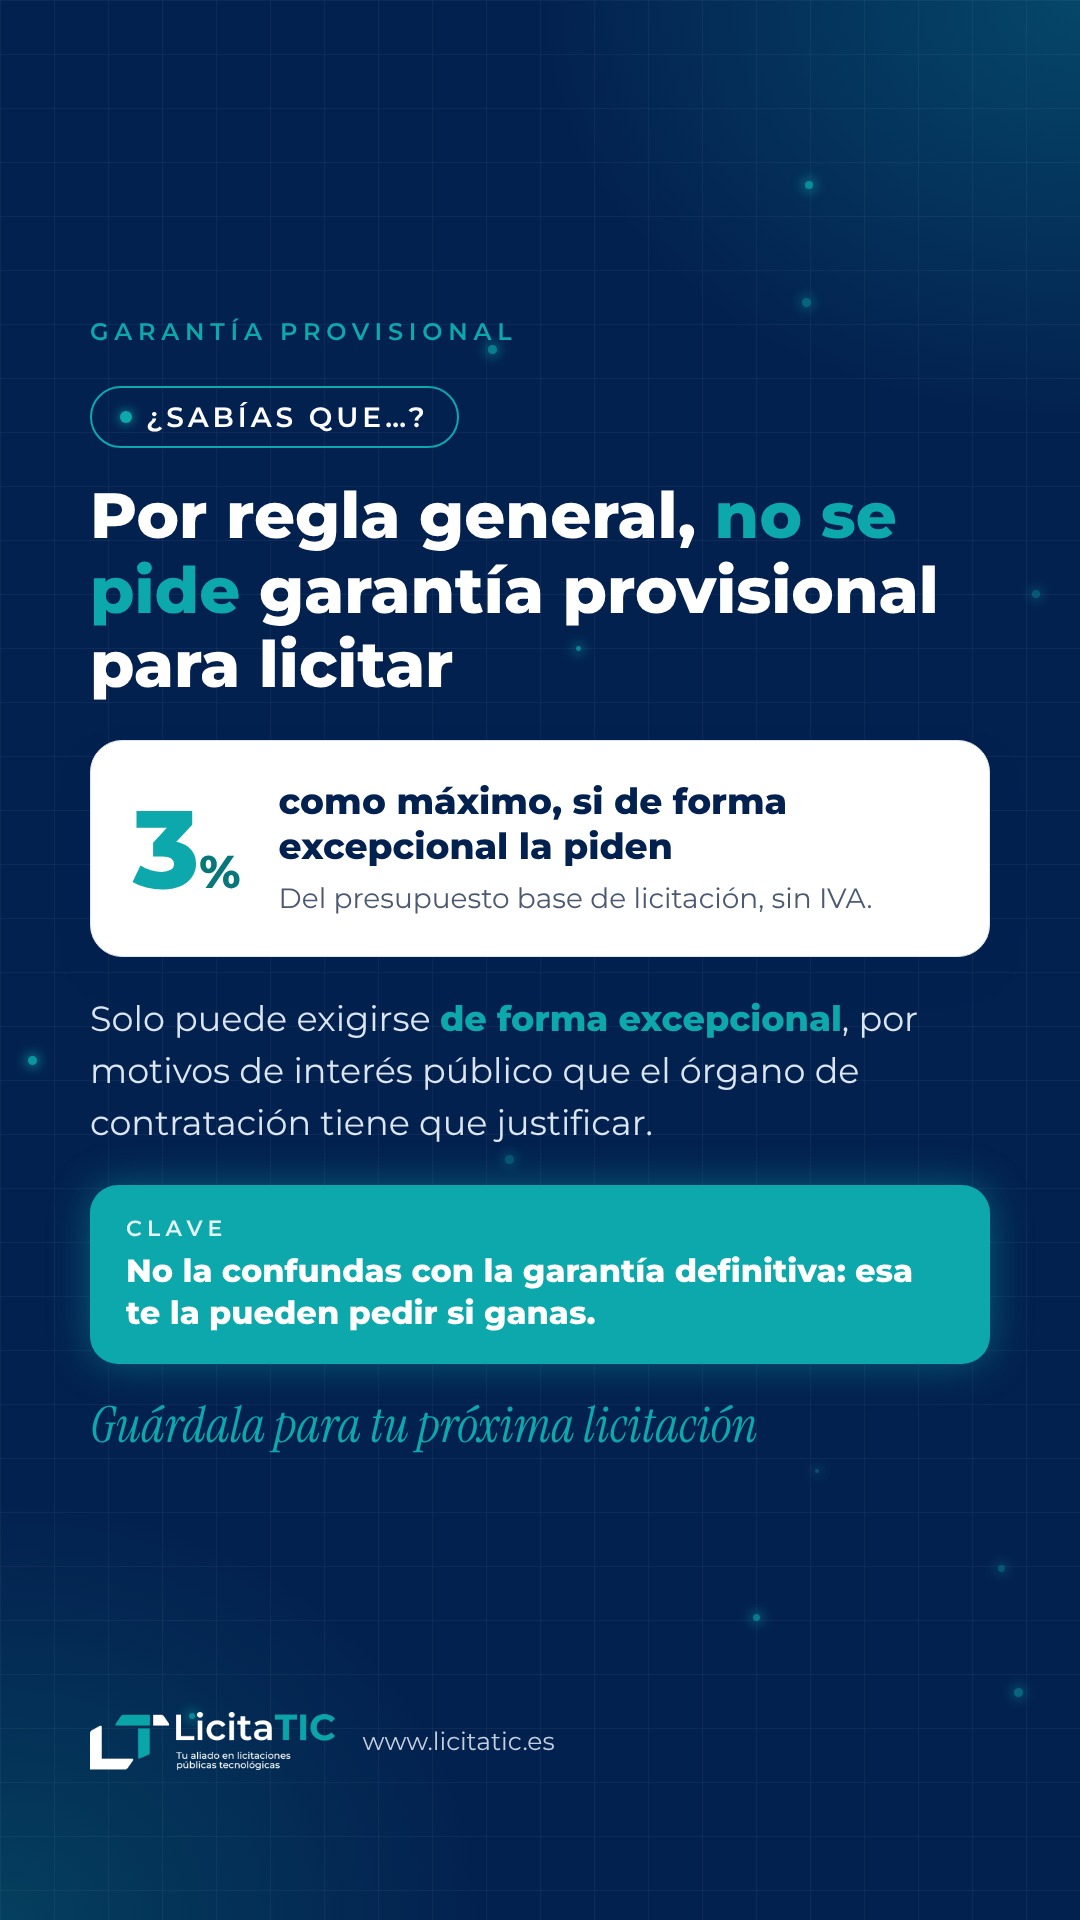 GARANTÍA PROVISIONAL
¿SABÍAS QUE...?
Por regla general, no se
pide garantía provisional
para licitar
3%
como máximo, si de forma
excepcional la piden
Del presupuesto base de licitación, sin IVA.
Solo puede exigirse de forma excepcional, por
motivos de interés público que el órgano de
contratación tiene que justificar.
CLAVE
No la confundas con la garantía definitiva: esa
te la pueden pedir si ganas.
Guárdala para tu próxima licitación
LicitaTIC
Tu aliado en licitaciones
públicas tecnológicas
www.licitatic.es